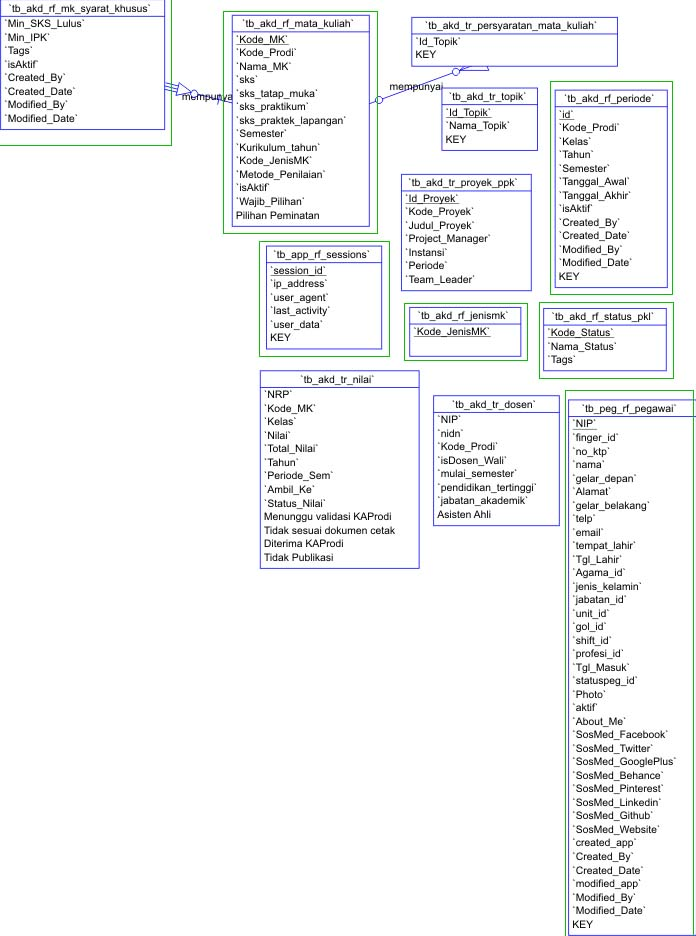 `tb_akd_rf_mk_syarat_khusus`
`Min_SKS_Lulus`
`Min_IPK`
`Tags`
`isAktif`
`Created_By`
`Created_Date`
`Modified_By`
`Modified_Date`
mempunyai
`tb_akd_rf_mata_kuliah`
`Kode_MK`
`Kode_Prodi`
`Nama_MK`
`sks`
`sks_tatap_muka`
`sks_praktikum`
`sks_praktek_lapangan`
`Semester`
`Kurikulum_tahun`
`Kode_JenisMK`
`Metode_Penilaian`
`isAktif`
`Wajib_Pilihan`
Pilihan Peminatan
mempunyai
`tb_akd_tr_persyaratan_mata_kuliah`
`Id_Topik`
KEY
`tb_akd_tr_topik`
`Id_Topik`
`Nama_Topik`
KEY
`tb_akd_rf_periode`
`id`
`Kode_Prodi`
`Kelas`
`Tahun`
`Semester`
`Tanggal_Awal`
`Tanggal_Akhir`
`isAktif`
`Created_By`
`Created_Date`
`Modified_By`
`Modified_Date`
KEY
`tb_akd_tr_proyek_ppk`
`Id_Proyek`
`Kode_Proyek`
`Judul_Proyek`
`Project_Manager`
`Instansi`
`Periode`
`Team_Leader`
`tb_app_rf_sessions`
`session_id`
`ip_address`
`user_agent`
`last_activity`
`user_data`
KEY
`tb_akd_rf_jenismk`
`Kode_JenisMK`
`tb_akd_rf_status_pkl`
`Kode_Status`
`Nama_Status`
`Tags`
`tb_akd_tr_nilai`
`NRP`
`Kode_MK`
`Kelas`
`Nilai`
`Total_Nilai`
`Tahun`
`Periode_Sem`
`Ambil_Ke`
`Status_Nilai`
Menunggu validasi KAProdi
Tidak sesuai dokumen cetak
Diterima KAProdi
Tidak Publikasi
`tb_akd_tr_dosen`
`NIP`
`nidn`
`Kode_Prodi`
`isDosen_Wali`
`mulai_semester`
`pendidikan_tertinggi`
`jabatan_akademik`
Asisten Ahli
`tb_peg_rf_pegawai`
`NIP`
`finger_id`
`no_ktp`
`nama`
`gelar_depan`
`Alamat`
`gelar_belakang`
`telp`
`email`
`tempat_lahir`
`Tgl_Lahir`
`Agama_id`
`jenis_kelamin`
`jabatan_id`
`unit_id`
`gol_id`
`shift_id`
`profesi_id`
`Tgl_Masuk`
`statuspeg_id`
`Photo`
`aktif`
`About_Me`
`SosMed_Facebook`
`SosMed_Twitter`
`SosMed_GooglePlus`
`SosMed_Behance`
`SosMed_Pinterest`
`SosMed_Linkedin`
`SosMed_Github`
`SosMed_Website`
`created_app`
`Created_By`
`Created_Date`
`modified_app`
`Modified_By`
`Modified_Date`
KEY